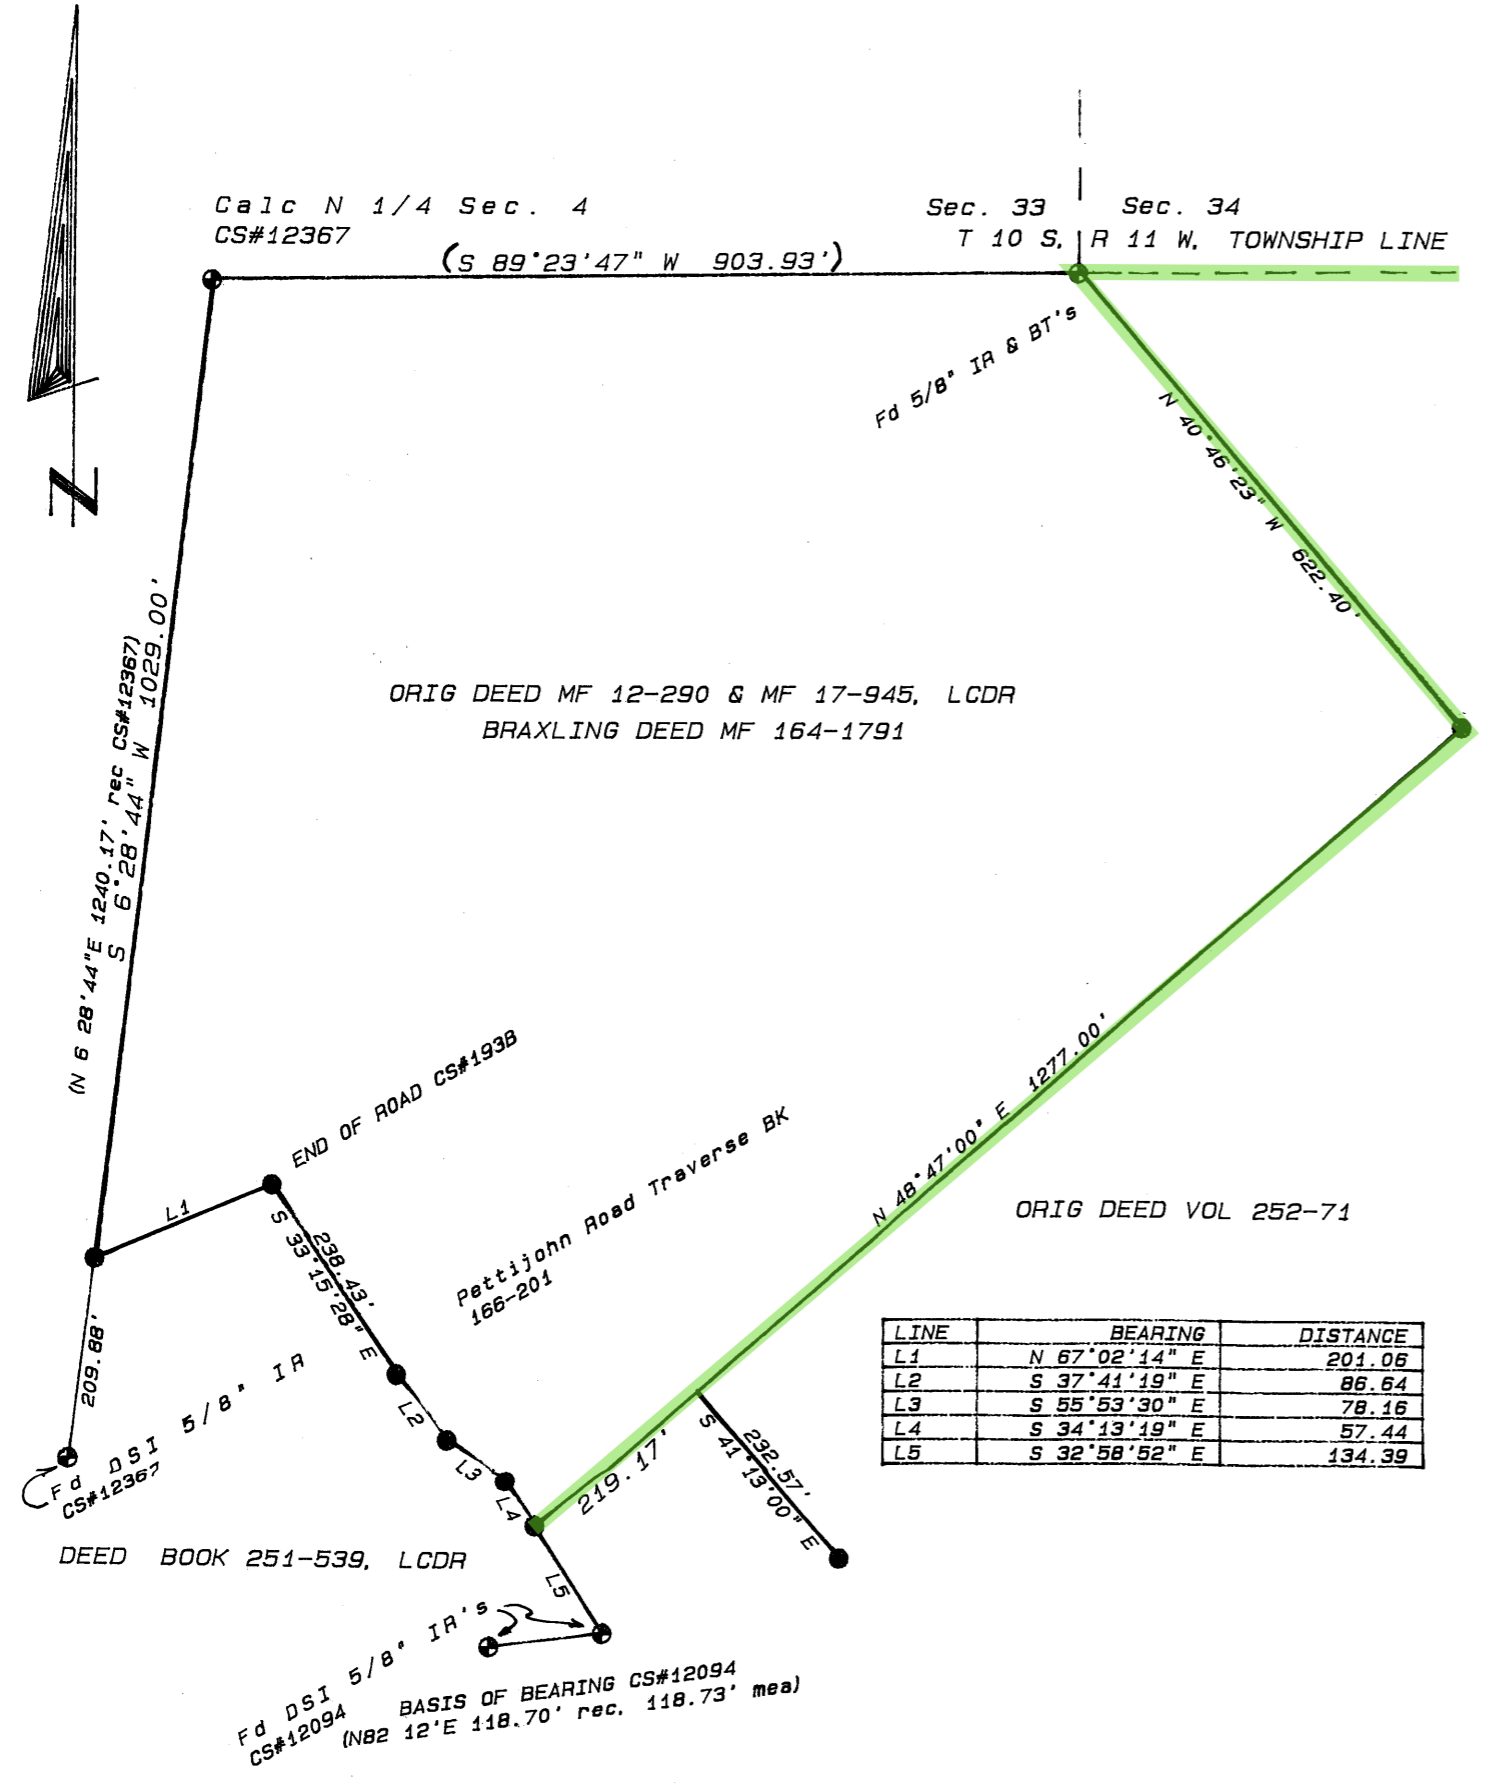 Calc N 1/4 Sec. 4
CS#12367
(S 89°23'47" W 903.93')
Sec. 33 Sec. 34
T 10 S, R 11 W, TOWNSHIP LINE
Fd 5/8" IR & BT's
N 40°46'23" W 622.40'
N
(N 6 28'44"E 1240.17' rec CS#12367)
S 6°28'44" W 1029.00'
ORIG DEED MF 12-290 & MF 17-945, LCDR
BRAXLING DEED MF 164-1791
END OF ROAD CS#193B
L1
238.43'
S 33°15'28" E
Pettijohn Road Traverse BK
166-201
N 48°47'00" E 1277.00'
ORIG DEED VOL 252-71
209.88'
Fd DSI 5/8" IR
CS#12367
L2
L3
L4
219.17'
232.57'
S 41°13'00" E
LINE BEARING DISTANCE
L1 N 67°02'14" E 201.06
L2 S 37°41'19" E 86.64
L3 S 55°53'30" E 78.16
L4 S 34°13'19" E 57.44
L5 S 32°58'52" E 134.39
DEED BOOK 251-539, LCDR
L5
Fd DSI 5/8" IR's
CS#12094
BASIS OF BEARING CS#12094
(N82 12'E 118.70' rec, 118.73' mea)